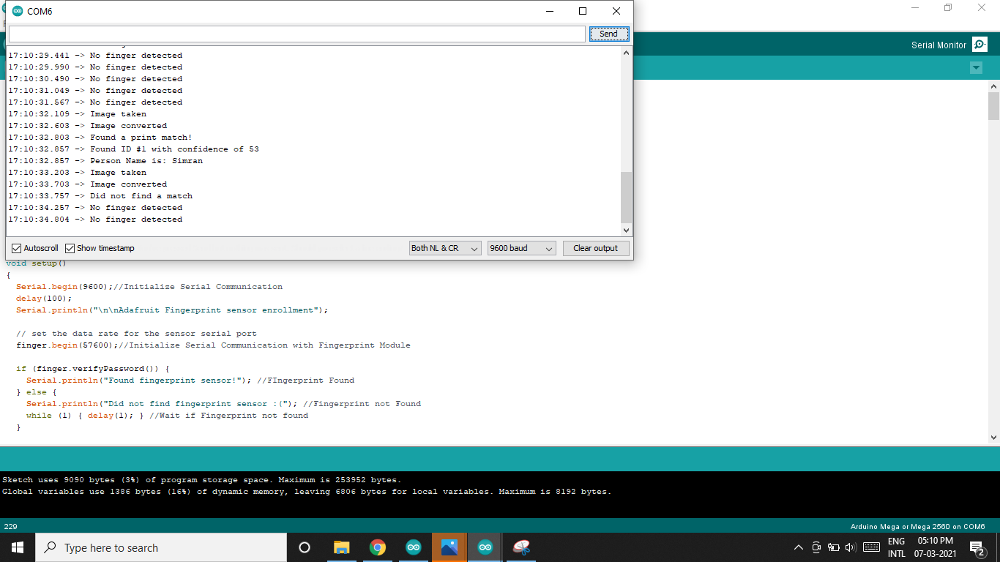 COM6
Send
Serial Monitor
17:10:29.441 -> No finger detected
17:10:29.990 -> No finger detected
17:10:30.490 -> No finger detected
17:10:31.049 -> No finger detected
17:10:31.567 -> No finger detected
17:10:32.109 -> Image taken
17:10:32.603 -> Image converted
17:10:32.803 -> Found a print match!
17:10:32.857 -> Found ID #1 with confidence of 53
17:10:32.857 -> Person Name is: Simran
17:10:33.203 -> Image taken
17:10:33.703 -> Image converted
17:10:33.757 -> Did not find a match
17:10:34.257 -> No finger detected
17:10:34.804 -> No finger detected
Autoscroll Show timestamp Both NL & CR 9600 baud Clear output
void setup()
{
Serial.begin(9600);//Initialize Serial Communication
delay(100);
Serial.println("\n\nAdafruit Fingerprint sensor enrollment");
// set the data rate for the sensor serial port
finger.begin(57600);//Initialize Serial Communication with Fingerprint Module
if (finger.verifyPassword()) {
Serial.println("Found fingerprint sensor!"); //FIngerprint Found
} else {
Serial.println("Did not find fingerprint sensor :("); //Fingerprint not Found
while (1) { delay(1); } //Wait if Fingerprint not found
}
Sketch uses 9090 bytes (3%) of program storage space. Maximum is 253952 bytes.
Global variables use 1386 bytes (16%) of dynamic memory, leaving 6806 bytes for local variables. Maximum is 8192 bytes.
229 Arduino Mega or Mega 2560 on COM6
Type here to search
ENG 05:10 PM
INTL 07-03-2021 2